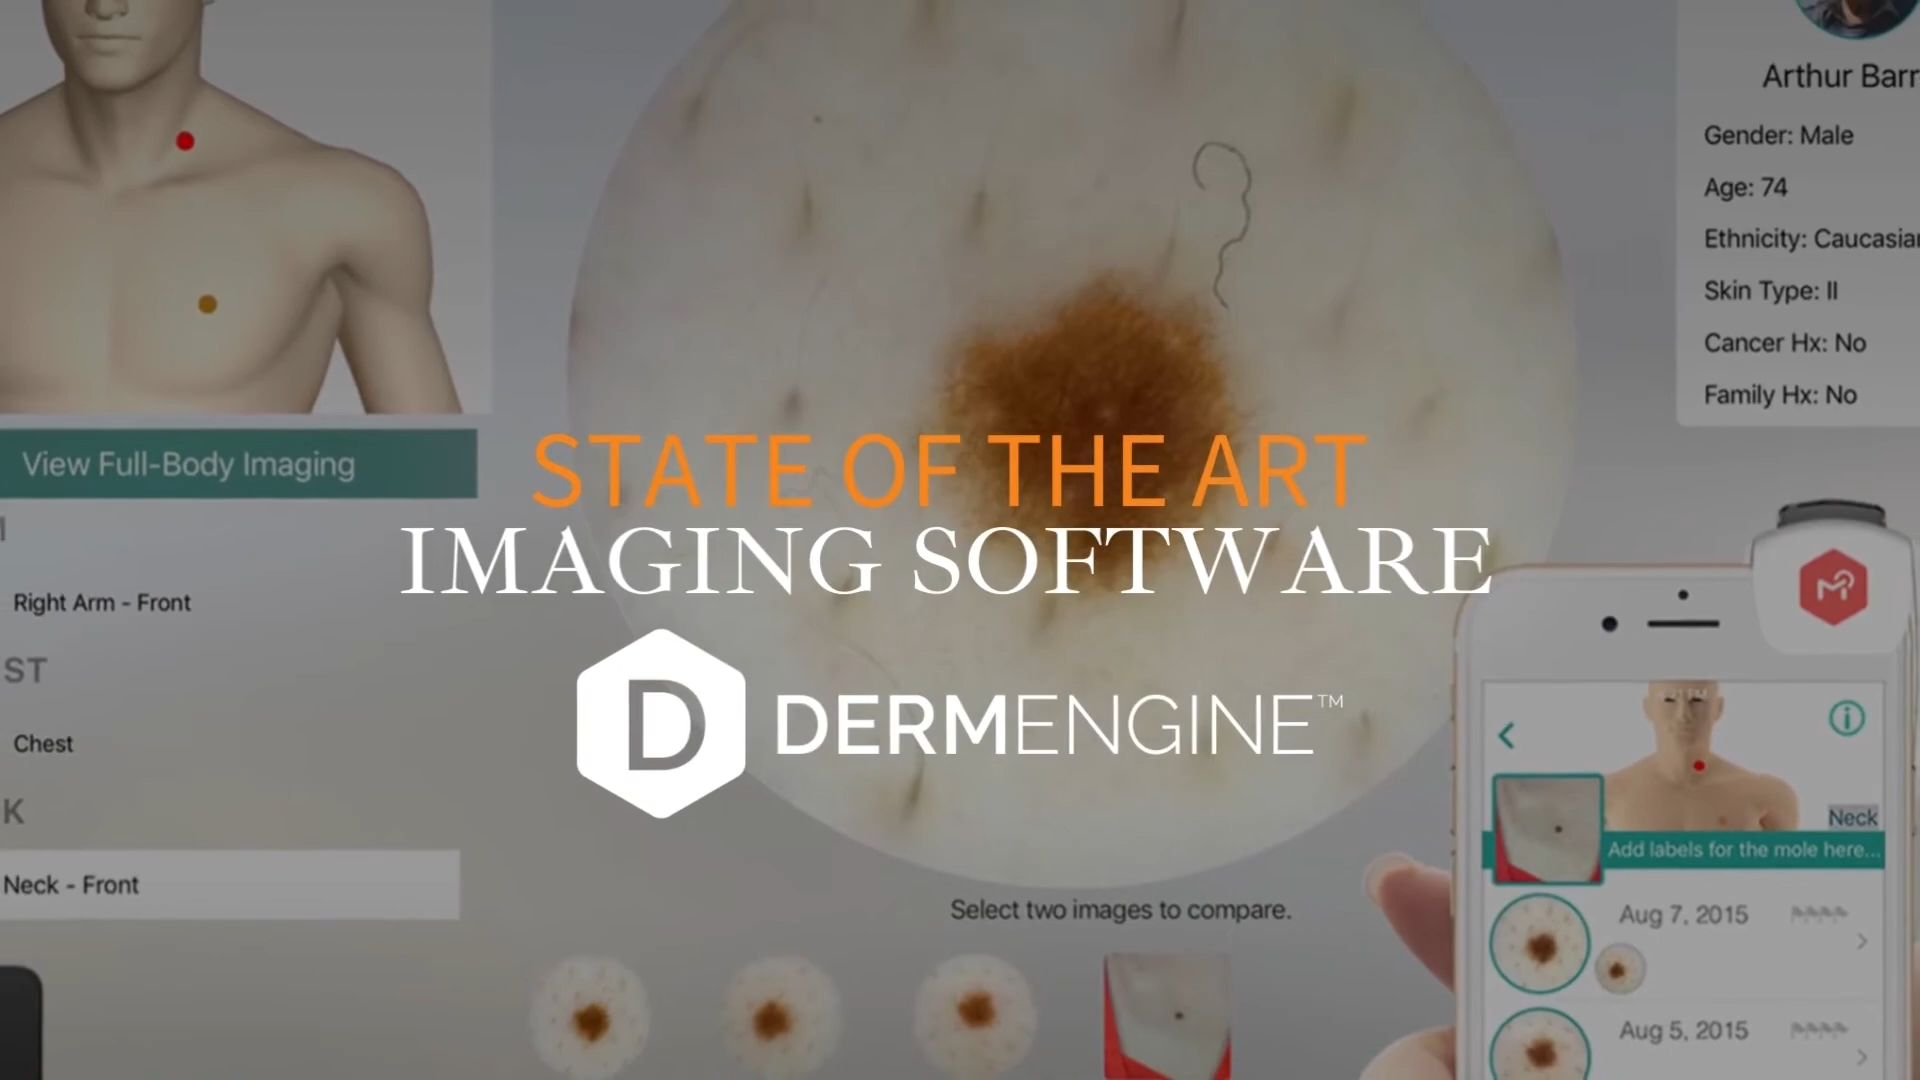 Arthur Barr
Gender: Male
Age: 74
Ethnicity: Caucasian
Skin Type: II
Cancer Hx: No
Family Hx: No
View Full-Body Imaging
STATE OF THE ART
IMAGING SOFTWARE
DDERMENGINE™
Right Arm - Front
ST
Chest
K
Neck - Front
Select two images to compare.
Neck
Add labels for the mole here...
Aug 7, 2015
Aug 5, 2015